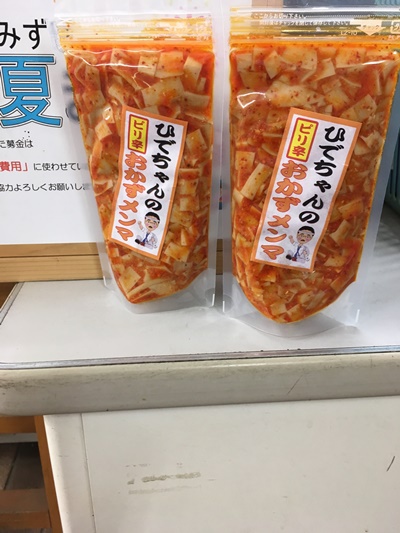 みず
夏
た募金は
費用」に使わせてい
協力よろしくお願いしま
ひでちゃんの
ピリ辛
おかずメンマ
ひでちゃんの
ピリ辛
おかずメンマ